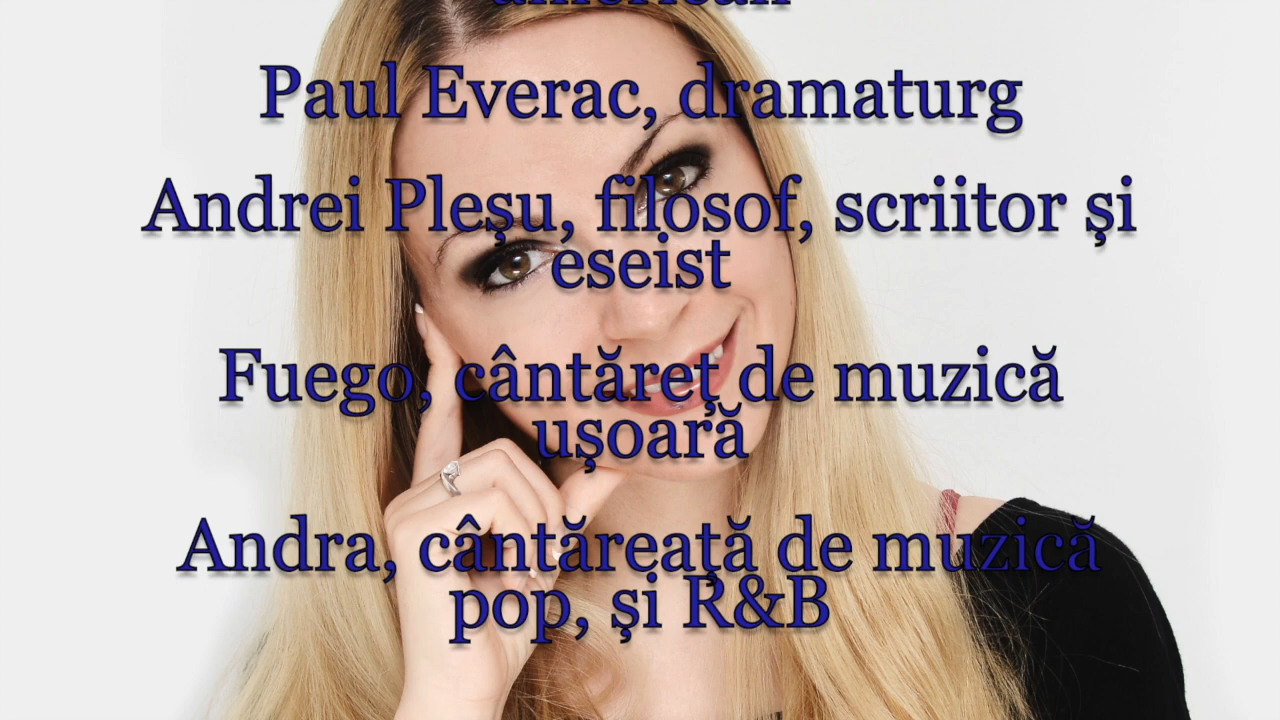 american
Paul Everac, dramaturg
Andrei Pleșu, filosof, scriitor și
eseist
Fuego, cântăreț de muzică
ușoară
Andra, cântăreață de muzică
pop, și R&B